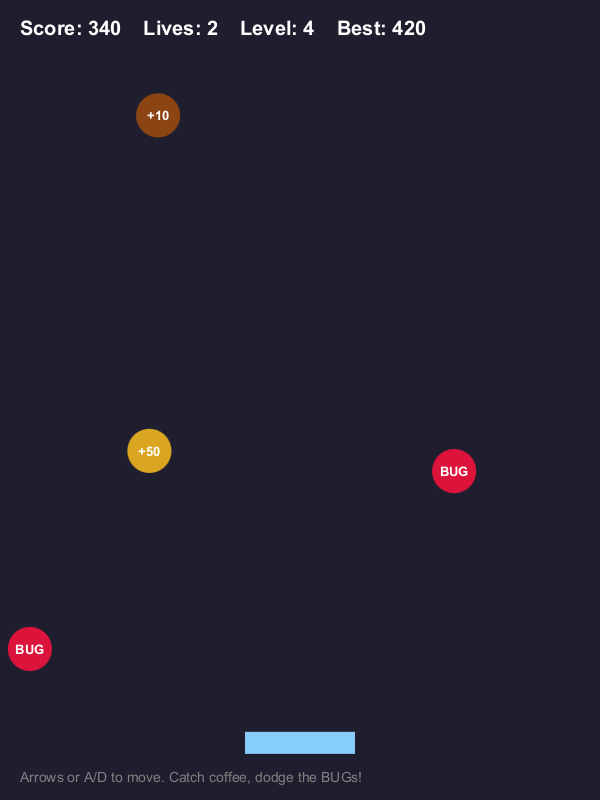 Score: 340    Lives: 2    Level: 4    Best: 420
+10
+50
BUG
BUG
Arrows or A/D to move. Catch coffee, dodge the BUGs!